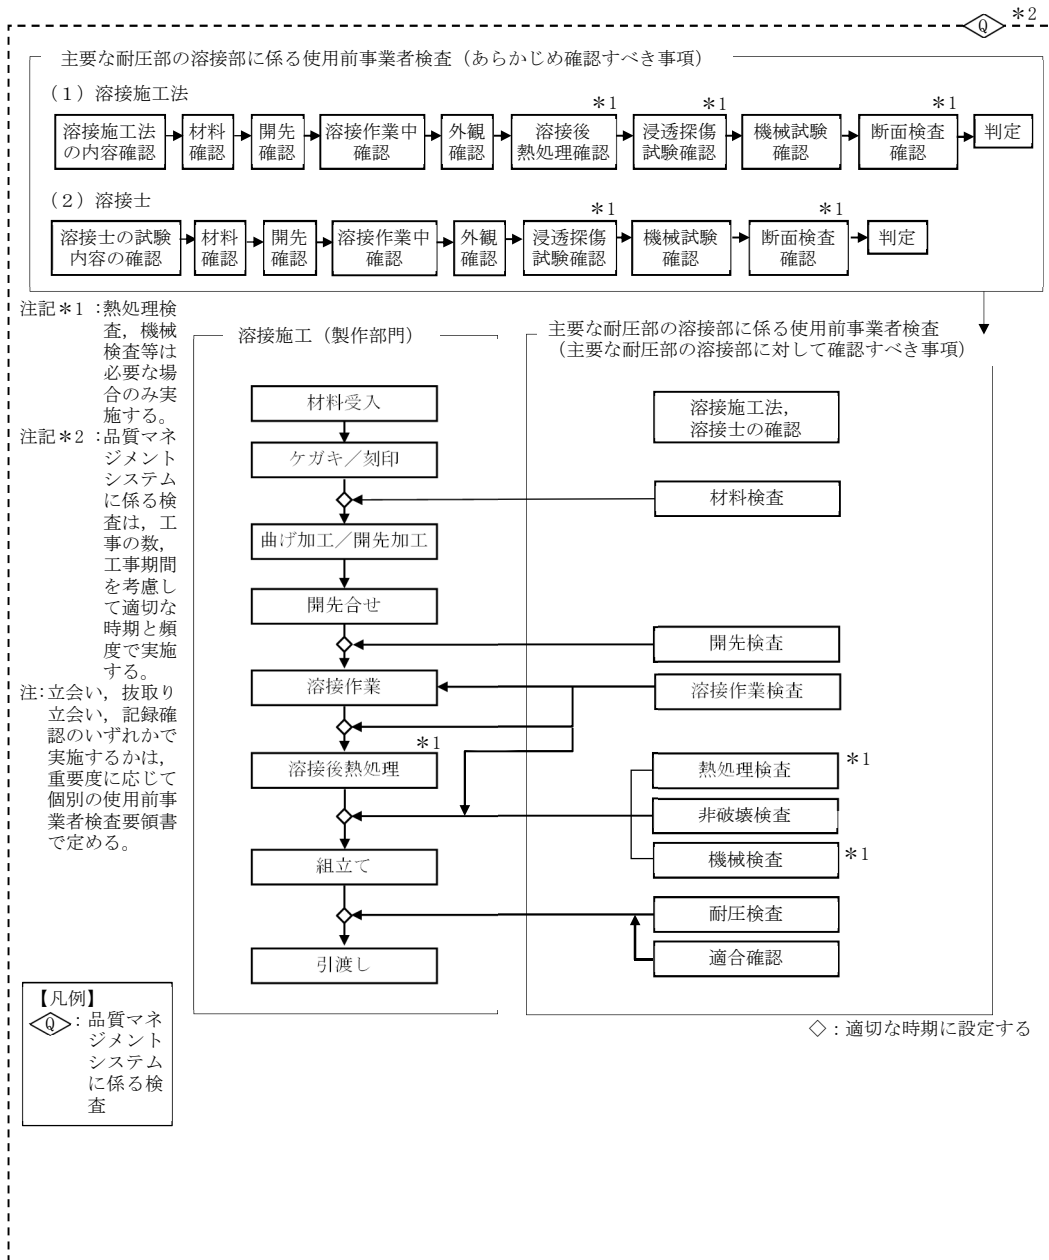 Q
＊2
主要な耐圧部の溶接部に係る使用前事業者検査（あらかじめ確認すべき事項）
（１）溶接施工法
＊1
＊1
＊1
溶接施工法
の内容確認
材料
確認
開先
確認
溶接作業中
確認
外観
確認
溶接後
熱処理確認
浸透探傷
試験確認
機械試験
確認
断面検査
確認
判定
（２）溶接士
＊1
＊1
溶接士の試験
内容の確認
材料
確認
開先
確認
溶接作業中
確認
外観
確認
浸透探傷
試験確認
機械試験
確認
断面検査
確認
判定
注記＊1：熱処理検
査，機械
検査等は
必要な場
合のみ実
施する。
注記＊2：品質マネ
ジメント
システム
に係る検
査は，工
事の数，
工事期間
を考慮し
て適切な
時期と頻
度で実施
する。
注：立会い，抜取り
立会い，記録確
認のいずれかで
実施するかは，
重要度に応じて
個別の使用前事
業者検査要領書
で定める。
溶接施工（製作部門）
材料受入
ケガキ／刻印
曲げ加工／開先加工
開先合せ
溶接作業
＊1
溶接後熱処理
組立て
引渡し
主要な耐圧部の溶接部に係る使用前事業者検査
（主要な耐圧部の溶接部に対して確認すべき事項）
溶接施工法，
溶接士の確認
材料検査
開先検査
溶接作業検査
熱処理検査
＊1
非破壊検査
機械検査
＊1
耐圧検査
適合確認
【凡例】
Q：品質マネ
ジメント
システム
に係る検
査
◇：適切な時期に設定する